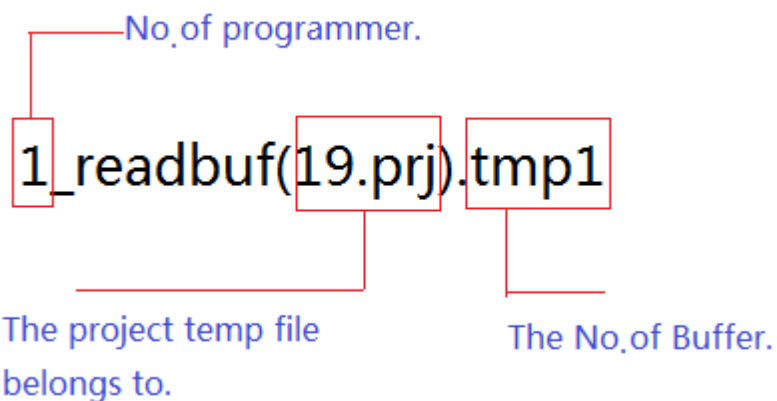 No.of programmer.
1_readbuf(19.prj).tmp1
The project temp file
belongs to.
The No.of Buffer.